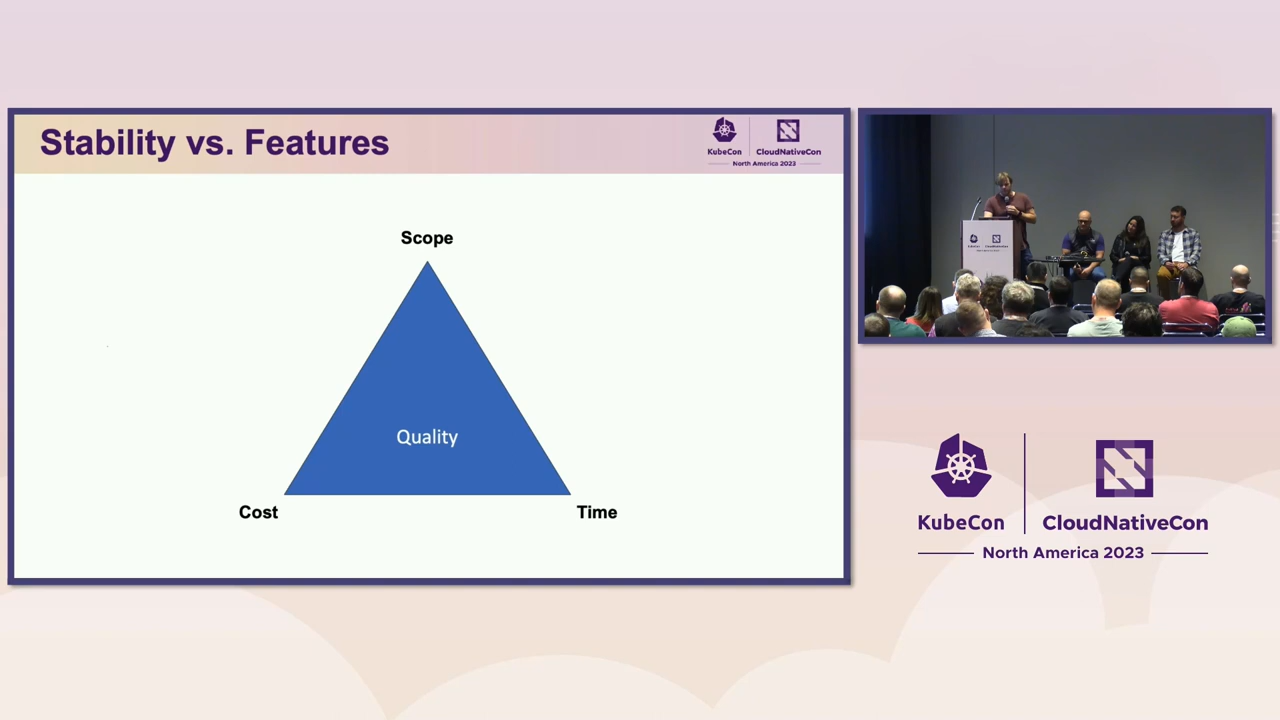 Stability vs. Features
KubeCon
CloudNativeCon
North America 2023
Scope
Quality
Cost
Time
KubeCon
CloudNativeCon
North America 2023